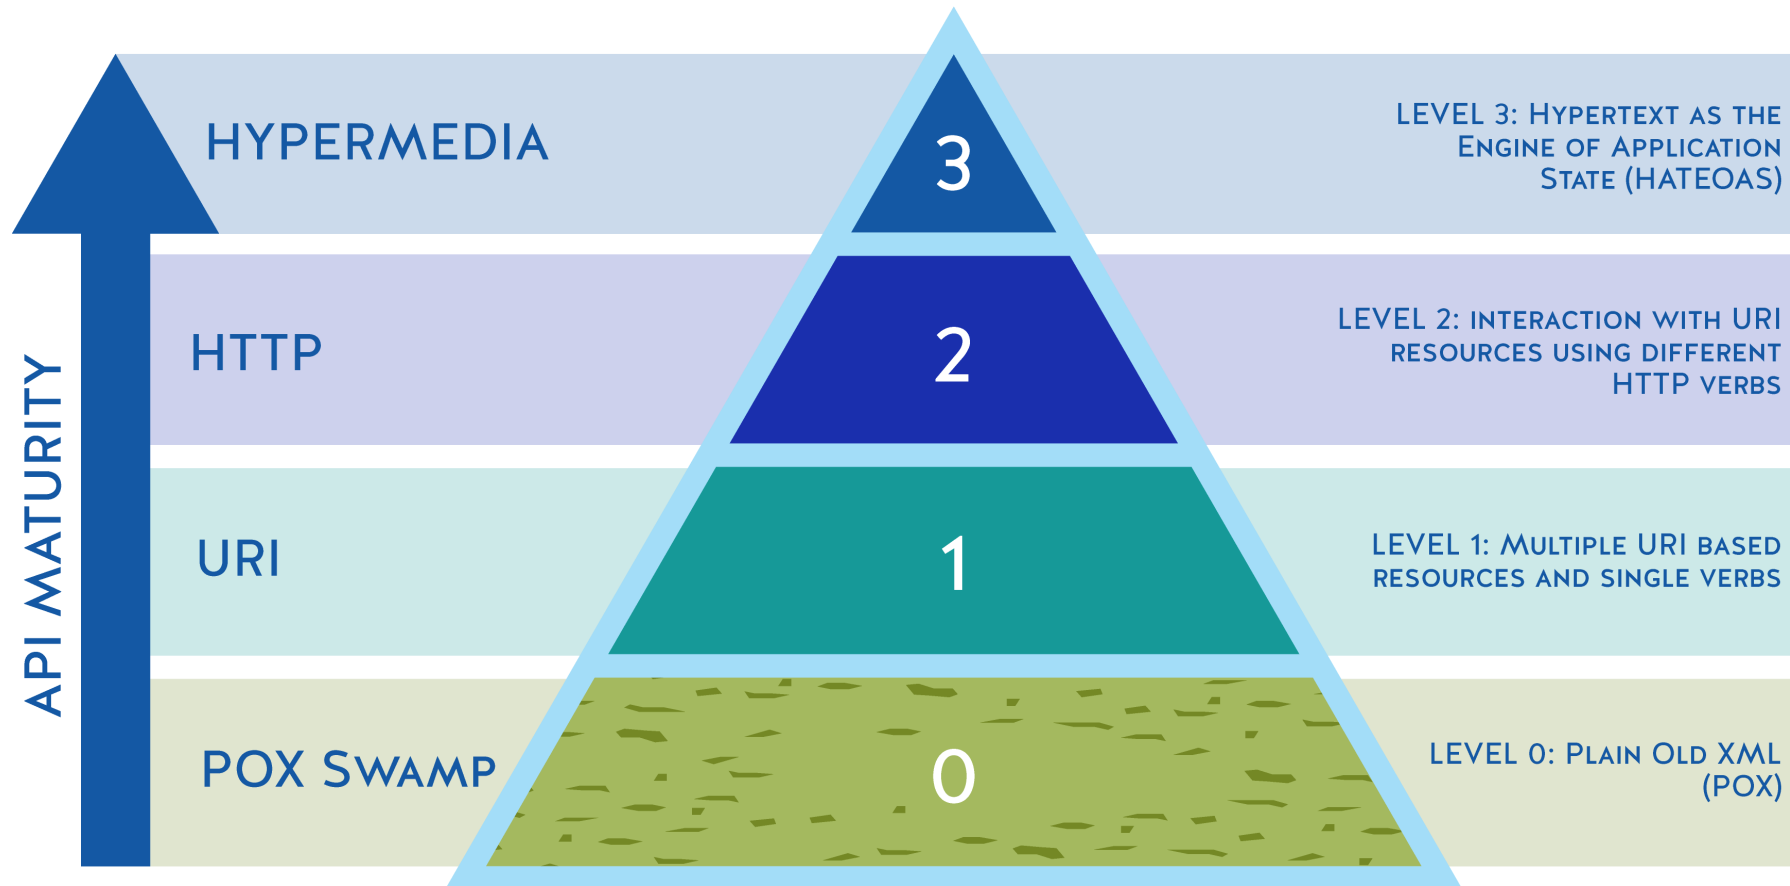 API MATURITY
HYPERMEDIA
3
LEVEL 3: HYPERTEXT AS THE
ENGINE OF APPLICATION
STATE (HATEOAS)
HTTP
2
LEVEL 2: INTERACTION WITH URI
RESOURCES USING DIFFERENT
HTTP VERBS
URI
1
LEVEL 1: MULTIPLE URI BASED
RESOURCES AND SINGLE VERBS
POX SWAMP
0
LEVEL 0: PLAIN OLD XML
(POX)